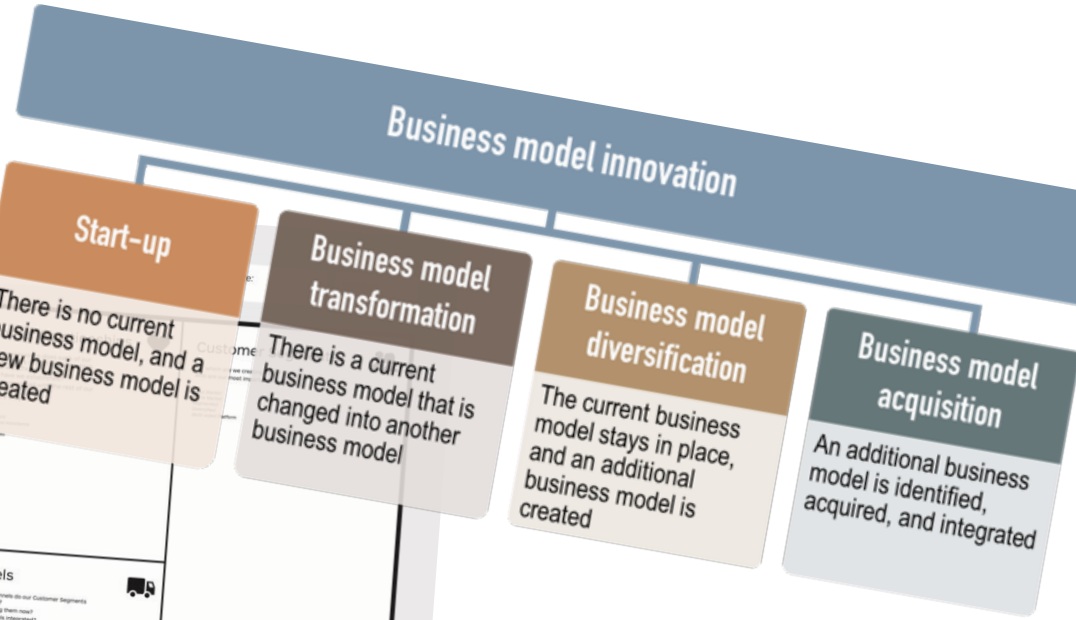 Business model innovation
Start-up
There is no current
business model, and a
new business model is
created
Business model
transformation
There is a current
business model that is
changed into another
business model
Business model
diversification
The current business
model stays in place,
and an additional
business model is
created
Business model
acquisition
An additional business
model is identified,
acquired, and integrated
Customer